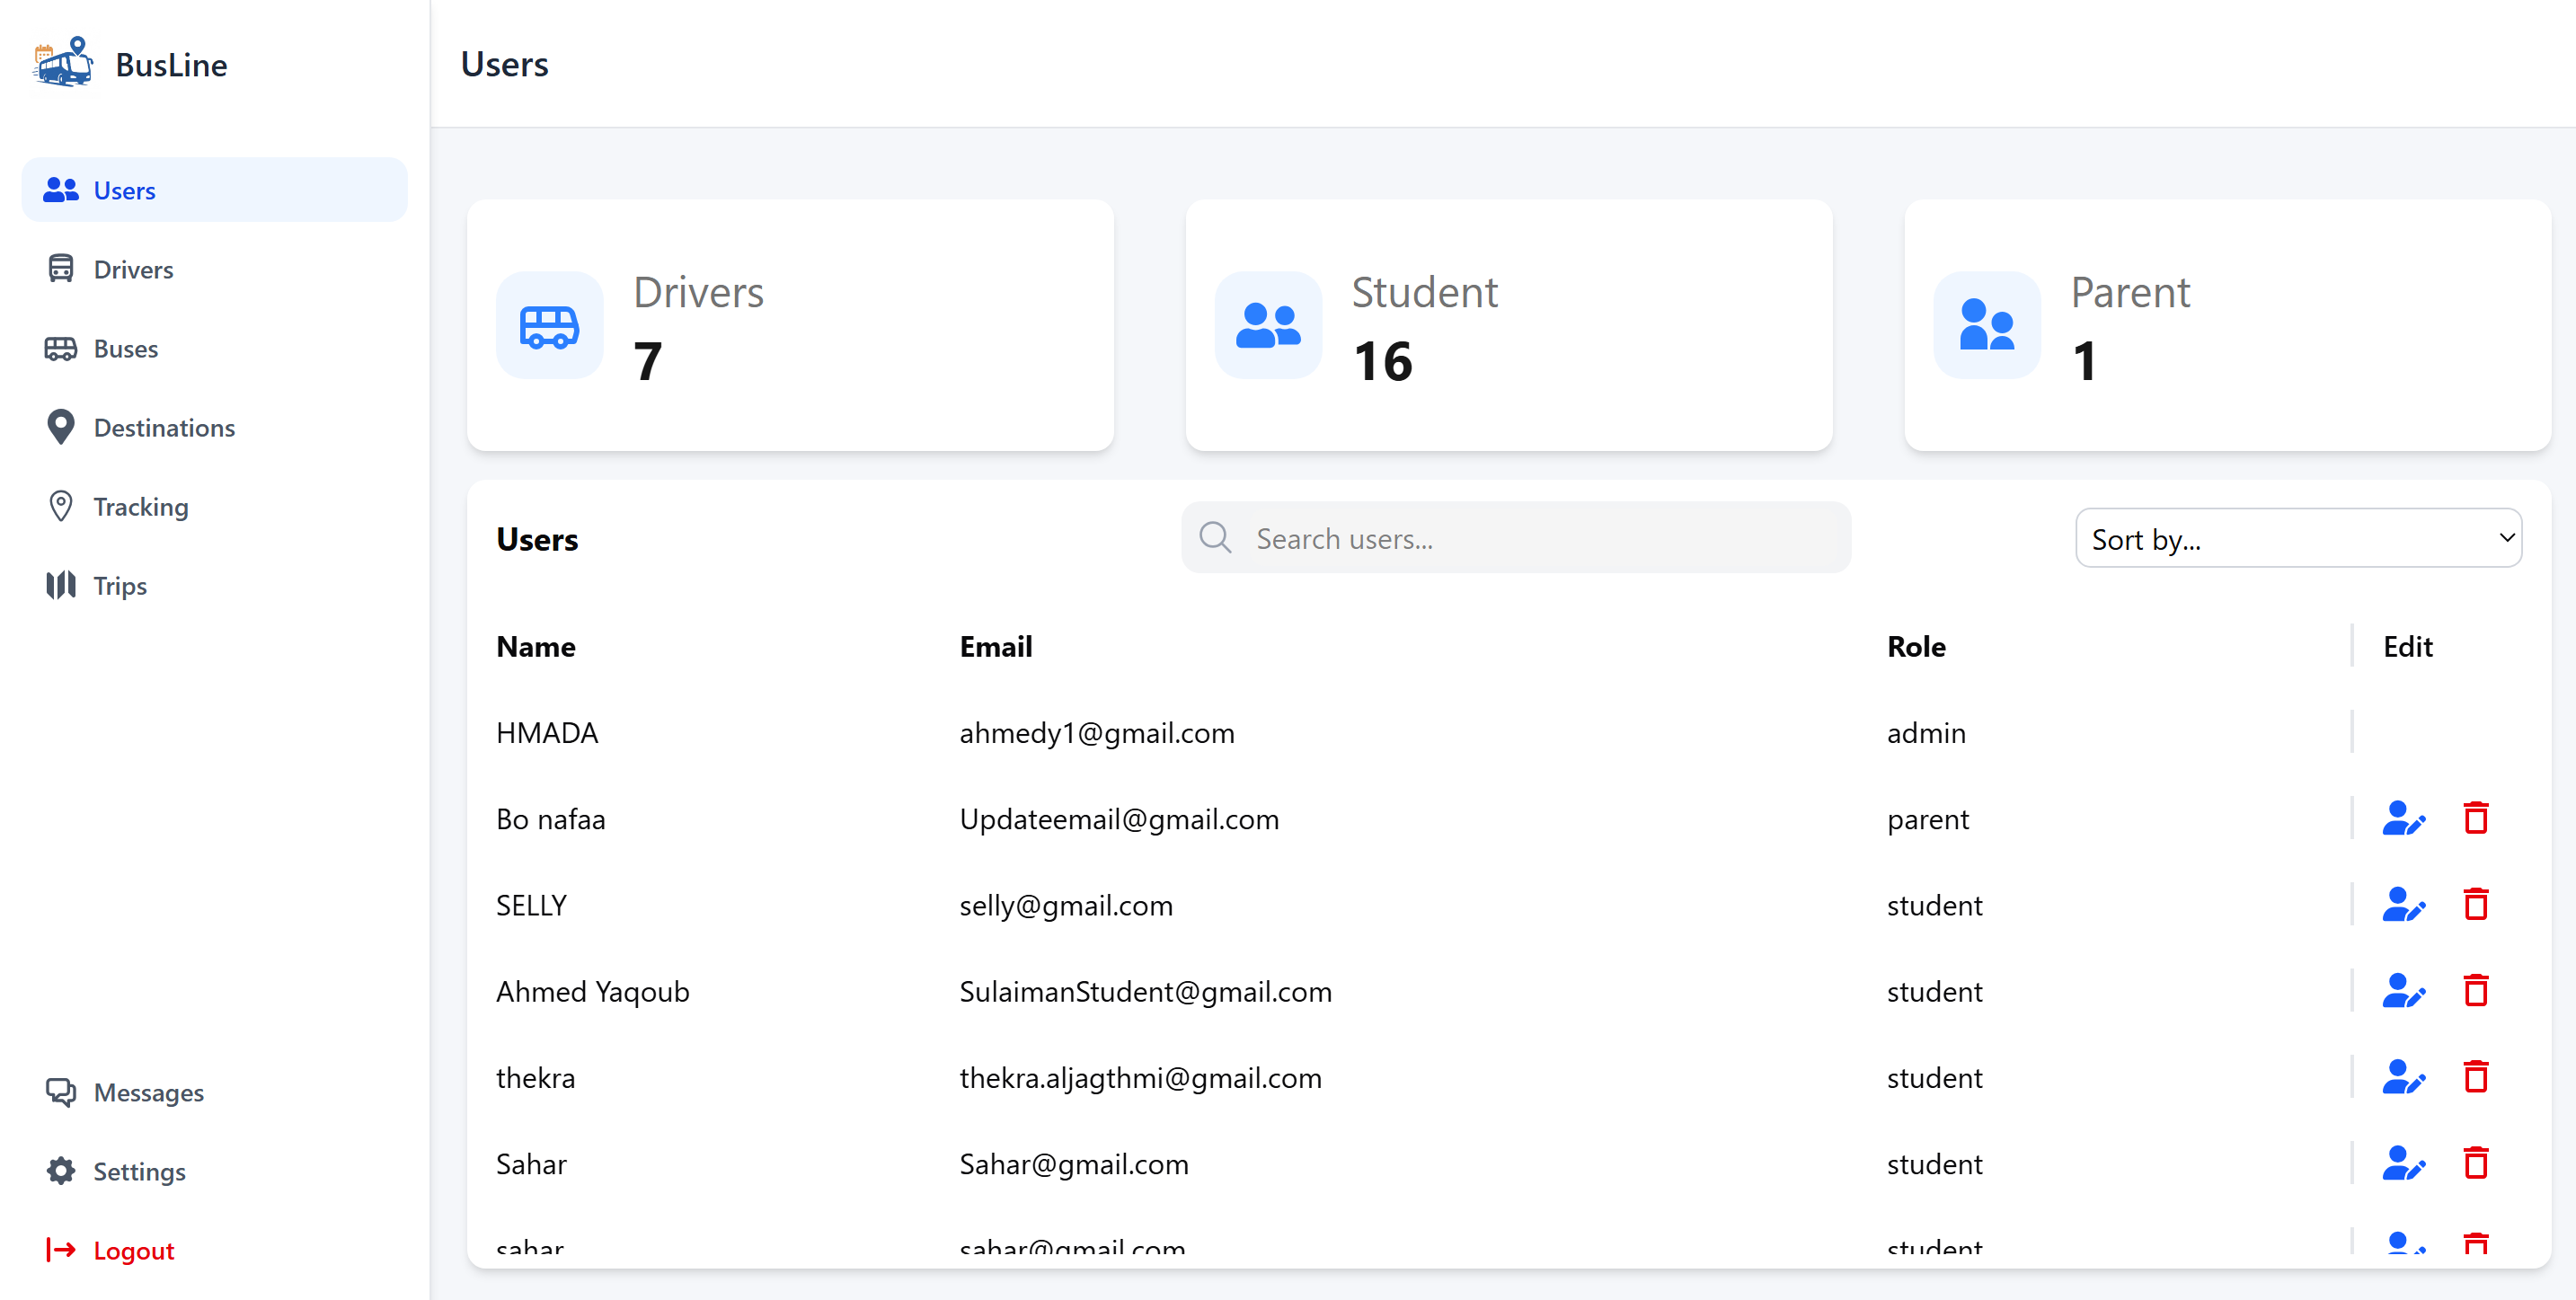 BusLine
Users
Drivers
Buses
Destinations
Tracking
Trips
Messages
Settings
Logout
Users
Drivers
7
Student
16
Parent
1
Users
Search users...
Sort by...
Name Email Role Edit
HMADA ahmedy1@gmail.com admin
Bo nafaa Updateemail@gmail.com parent
SELLY selly@gmail.com student
Ahmed Yaqoub SulaimanStudent@gmail.com student
thekra thekra.aljagthmi@gmail.com student
Sahar Sahar@gmail.com student
sahar sahar@gmail.com student